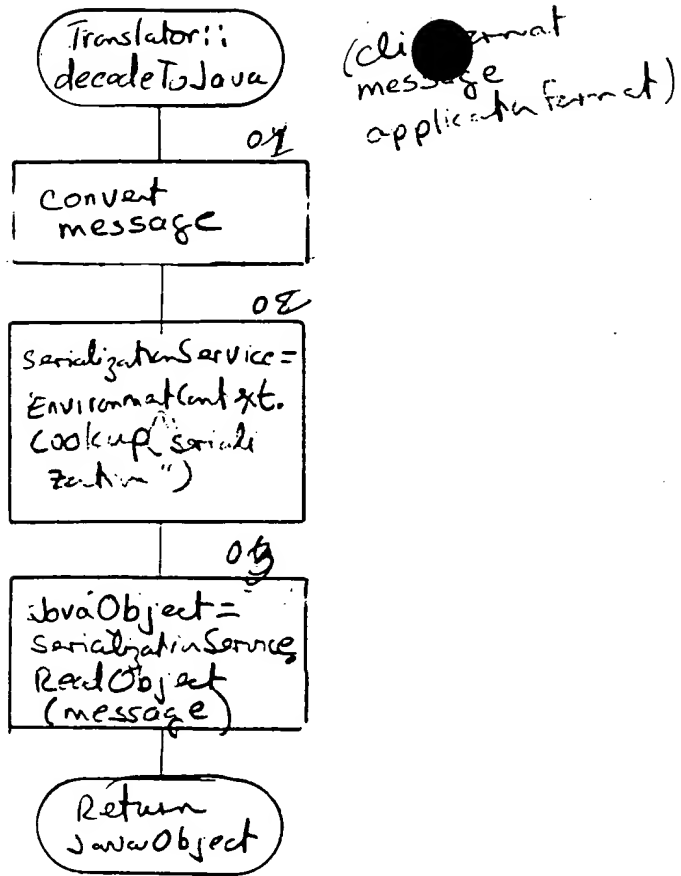 Translator::
decodeToJava
(cli ormat
message
application format)
01
convert
message
02
SerializationService=
EnvironmentContext.
Lookup("seriali
zation")
03
JavaObject=
SerializationService
ReadObject
(message)
Return
JavaObject